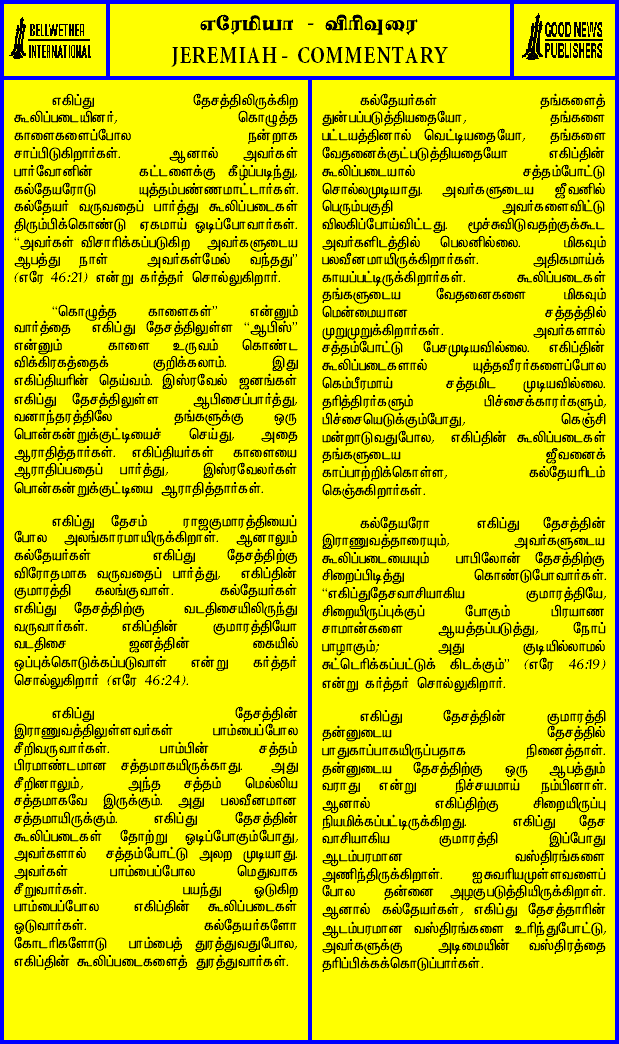 BELLWETHER
INTERNATIONAL
எரேமியா - விரிவுரை
JEREMIAH - COMMENTARY
GOOD NEWS
PUBLISHERS
எகிப்து தேசத்திலிருக்கிற
கூலிப்படையினர், கொழுத்த
காளைகளைப்போல நன்றாக
சாப்பிடுகிறார்கள். ஆனால் அவர்கள்
பார்வோனின் கட்டளைக்கு கீழ்ப்படிந்து,
கல்தேயரோடு யுத்தம்பண்ணமாட்டார்கள்.
கல்தேயர் வருவதைப் பார்த்து கூலிப்படைகள்
திரும்பிக்கொண்டு ஏகமாய் ஓடிப்போவார்கள்.
“அவர்கள் விசாரிக்கப்படுகிற அவர்களுடைய
ஆபத்து நாள் அவர்கள்மேல் வந்தது”
(எரே 46:21) என்று கர்த்தர் சொல்லுகிறார்.
“கொழுத்த காளைகள்” என்னும்
வார்த்தை எகிப்து தேசத்திலுள்ள “ஆபிஸ்”
என்னும் காளை உருவம் கொண்ட
விக்கிரகத்தைக் குறிக்கலாம். இது
எகிப்தியரின் தெய்வம். இஸ்ரவேல் ஜனங்கள்
எகிப்து தேசத்திலுள்ள ஆபிசைப்பார்த்து,
வனாந்தரத்திலே தங்களுக்கு ஒரு
பொன்கன்றுக்குட்டியைச் செய்து, அதை
ஆராதித்தார்கள். எகிப்தியர்கள் காளையை
ஆராதிப்பதைப் பார்த்து, இஸ்ரவேலர்கள்
பொன்கன்றுக்குட்டியை ஆராதித்தார்கள்.
எகிப்து தேசம் ராஜகுமாரத்தியைப்
போல அலங்காரமாயிருக்கிறாள். ஆனாலும்
கல்தேயர்கள் எகிப்து தேசத்திற்கு
விரோதமாக வருவதைப் பார்த்து, எகிப்தின்
குமாரத்தி கலங்குவாள். கல்தேயர்கள்
எகிப்து தேசத்திற்கு வடதிசையிலிருந்து
வருவார்கள். எகிப்தின் குமாரத்தியோ
வடதிசை ஜனத்தின் கையில்
ஒப்புக்கொடுக்கப்படுவாள் என்று கர்த்தர்
சொல்லுகிறார் (எரே 46:24).
எகிப்து தேசத்தின்
இராணுவத்திலுள்ளவர்கள் பாம்பைப்போல
சீறிவருவார்கள். பாம்பின் சத்தம்
பிரமாண்டமான சத்தமாகயிருக்காது. அது
சீறினாலும், அந்த சத்தம் மெல்லிய
சத்தமாகவே இருக்கும். அது பலவீனமான
சத்தமாயிருக்கும். எகிப்து தேசத்தின்
கூலிப்படைகள் தோற்று ஓடிப்போகும்போது,
அவர்களால் சத்தம்போட்டு அலற முடியாது.
அவர்கள் பாம்பைப்போல மெதுவாக
சீறுவார்கள். பயந்து ஓடுகிற
பாம்பைப்போல எகிப்தின் கூலிப்படைகள்
ஓடுவார்கள். கல்தேயர்களோ
கோடரிகளோடு பாம்பைத் துரத்துவதுபோல,
எகிப்தின் கூலிப்படைகளைத் துரத்துவார்கள்.
கல்தேயர்கள் தங்களைத்
துன்பப்படுத்தியதையோ, தங்களை
பட்டயத்தினால் வெட்டியதையோ, தங்களை
வேதனைக்குட்படுத்தியதையோ எகிப்தின்
கூலிப்படையால் சத்தம்போட்டு
சொல்லமுடியாது. அவர்களுடைய ஜீவனில்
பெரும்பகுதி அவர்களைவிட்டு
விலகிப்போய்விட்டது. மூச்சுவிடுவதற்குக்கூட
அவர்களிடத்தில் பெலனில்லை. மிகவும்
பலவீனமாயிருக்கிறார்கள். அதிகமாய்க்
காயப்பட்டிருக்கிறார்கள். கூலிப்படைகள்
தங்களுடைய வேதனைகளை மிகவும்
மென்மையான சத்தத்தில்
முறுமுறுக்கிறார்கள். அவர்களால்
சத்தம்போட்டு பேசமுடியவில்லை. எகிப்தின்
கூலிப்படைகளால் யுத்தவீரர்களைப்போல
கெம்பீரமாய் சத்தமிட முடியவில்லை.
தரித்திரர்களும் பிச்சைக்காரர்களும்,
பிச்சையெடுக்கும்போது, கெஞ்சி
மன்றாடுவதுபோல, எகிப்தின் கூலிப்படைகள்
தங்களுடைய ஜீவனைக்
காப்பாற்றிக்கொள்ள, கல்தேயரிடம்
கெஞ்சுகிறார்கள்.
கல்தேயரோ எகிப்து தேசத்தின்
இராணுவத்தாரையும், அவர்களுடைய
கூலிப்படையையும் பாபிலோன் தேசத்திற்கு
சிறைப்பிடித்து கொண்டுபோவார்கள்.
“எகிப்துதேசவாசியாகிய குமாரத்தியே,
சிறையிருப்புக்குப் போகும் பிரயாண
சாமான்களை ஆயத்தப்படுத்து, நோப்
பாழாகும்; அது குடியில்லாமல்
சுட்டெரிக்கப்பட்டுக் கிடக்கும்” (எரே 46:19)
என்று கர்த்தர் சொல்லுகிறார்.
எகிப்து தேசத்தின் குமாரத்தி
தன்னுடைய தேசத்தில்
பாதுகாப்பாகயிருப்பதாக நினைத்தாள்.
தன்னுடைய தேசத்திற்கு ஒரு ஆபத்தும்
வராது என்று நிச்சயமாய் நம்பினாள்.
ஆனால் எகிப்திற்கு சிறையிருப்பு
நியமிக்கப்பட்டிருக்கிறது. எகிப்து தேச
வாசியாகிய குமாரத்தி இப்போது
ஆடம்பரமான வஸ்திரங்களை
அணிந்திருக்கிறாள். ஐசுவரியமுள்ளவளைப்
போல தன்னை அழகுபடுத்தியிருக்கிறாள்.
ஆனால் கல்தேயர்கள், எகிப்து தேசத்தாரின்
ஆடம்பரமான வஸ்திரங்களை உரிந்துபோட்டு,
அவர்களுக்கு அடிமையின் வஸ்திரத்தை
தரிப்பிக்கக்கொடுப்பார்கள்.